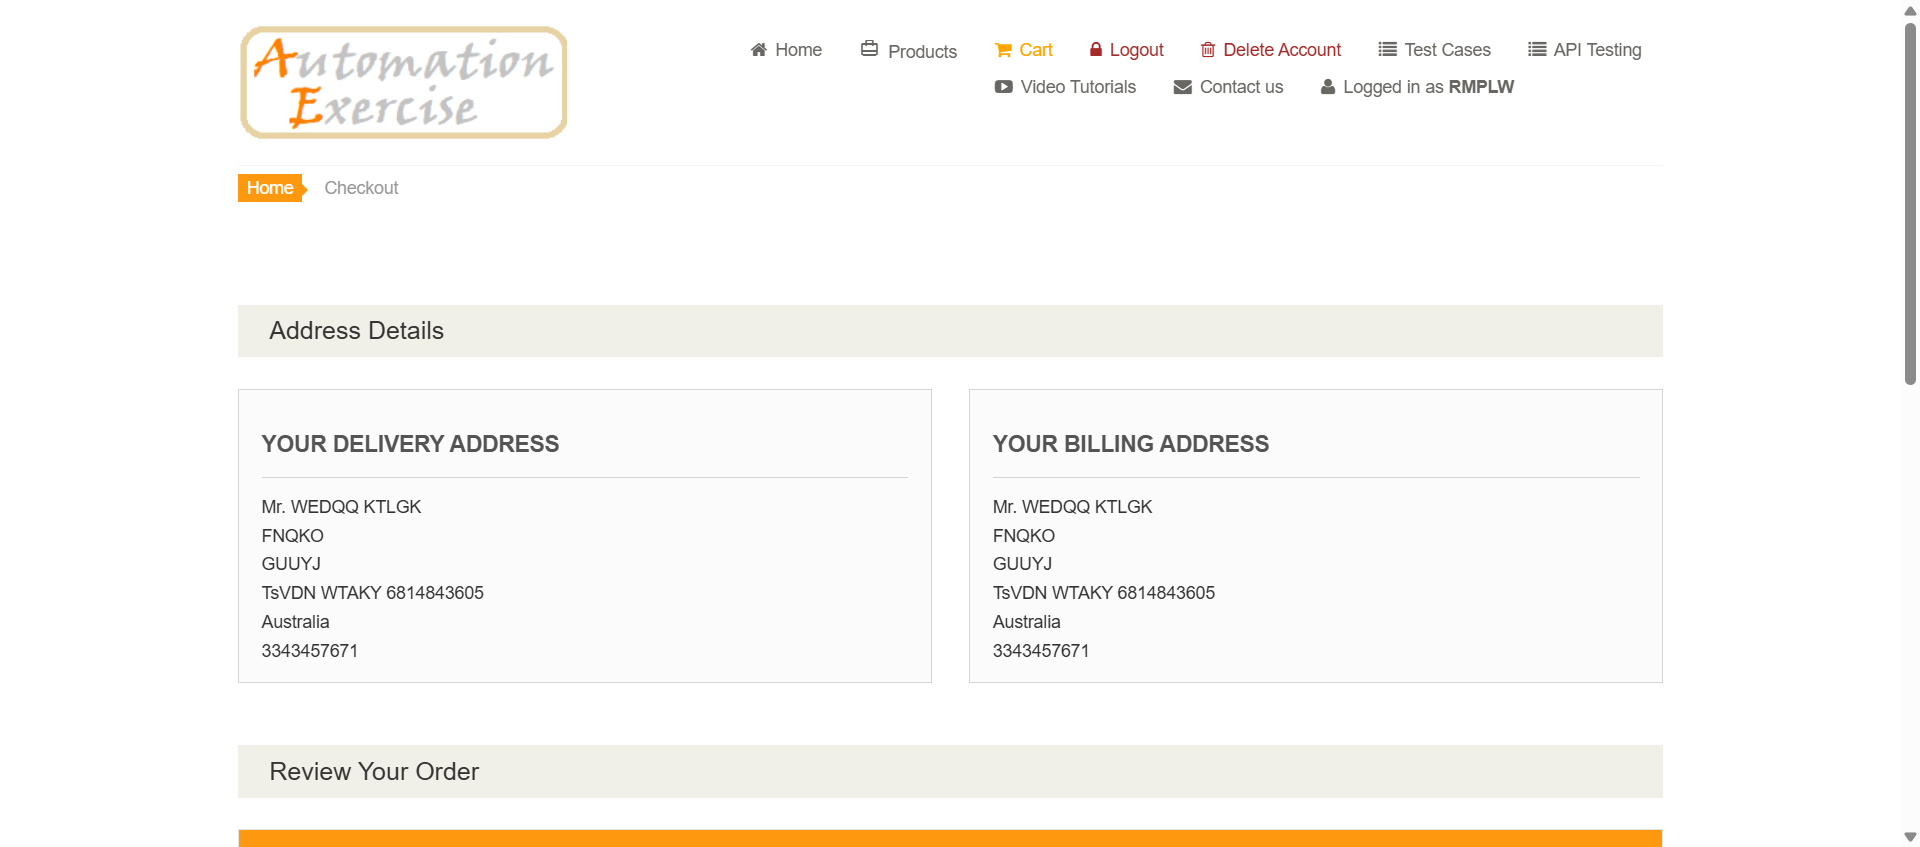 Automation
Exercise
Home
Products
Cart
Logout
Delete Account
Test Cases
API Testing
Video Tutorials
Contact us
Logged in as RMPLW
Home
Checkout
Address Details
YOUR DELIVERY ADDRESS
Mr. WEDQQ KTLGK
FNQKO
GUUYJ
TsVDN WTAKY 6814843605
Australia
3343457671
YOUR BILLING ADDRESS
Mr. WEDQQ KTLGK
FNQKO
GUUYJ
TsVDN WTAKY 6814843605
Australia
3343457671
Review Your Order